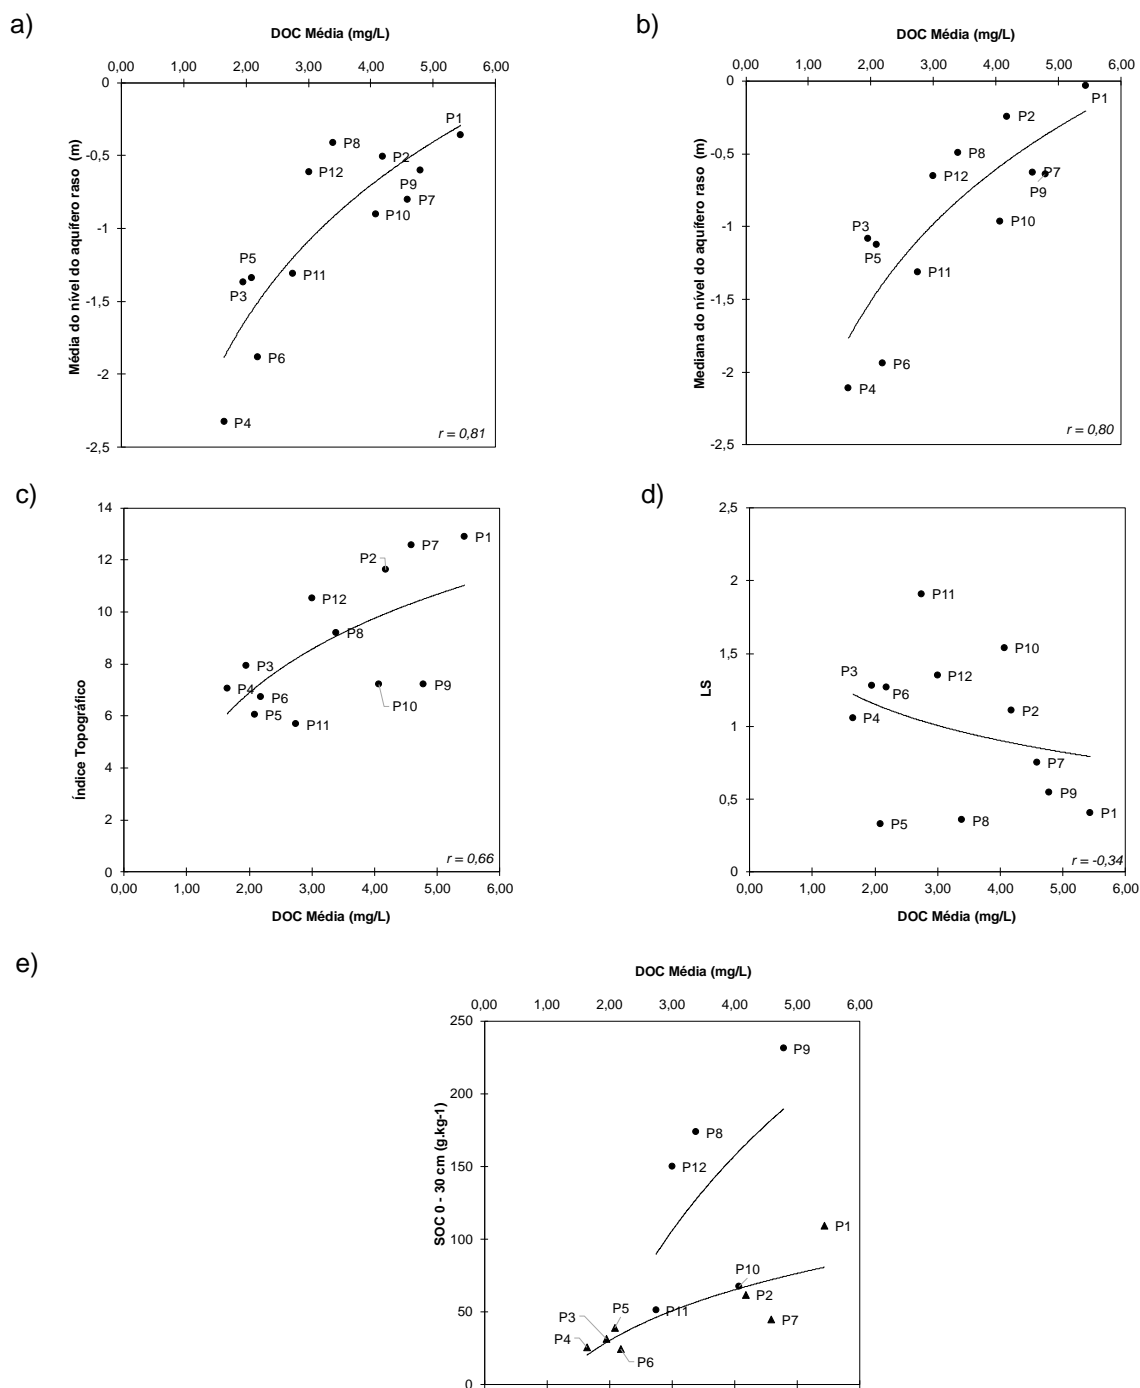 a)
DOC Média (mg/L)
0,00 1,00 2,00 3,00 4,00 5,00 6,00
Média do nível do aquífero raso (m)
0
-0,5
-1
-1,5
-2
-2,5
P1
P8
P2
P12
P9
P7
P10
P5
P11
P3
P6
P4
r = 0,81
b)
DOC Média (mg/L)
0,00 1,00 2,00 3,00 4,00 5,00 6,00
Mediana do nível do aquífero raso (m)
0
-0,5
-1
-1,5
-2
-2,5
P1
P2
P8
P12
P7
P9
P3
P10
P5
P11
P6
P4
r = 0,80
c)
Índice Topográfico
14
12
10
8
6
4
2
0
P1
P7
P2
P12
P8
P3
P4
P6
P9
P10
P5
P11
r = 0,66
0,00 1,00 2,00 3,00 4,00 5,00 6,00
DOC Média (mg/L)
d)
LS
2,5
2
1,5
1
0,5
0
P11
P10
P3
P12
P6
P4
P2
P7
P9
P1
P5
P8
r = -0,34
0,00 1,00 2,00 3,00 4,00 5,00 6,00
DOC Média (mg/L)
e)
DOC Média (mg/L)
0,00 1,00 2,00 3,00 4,00 5,00 6,00
SOC 0 - 30 cm (g.kg-1)
250
200
150
100
50
0
P9
P8
P12
P1
P10
P2
P11
P5
P3
P7
P4
P6